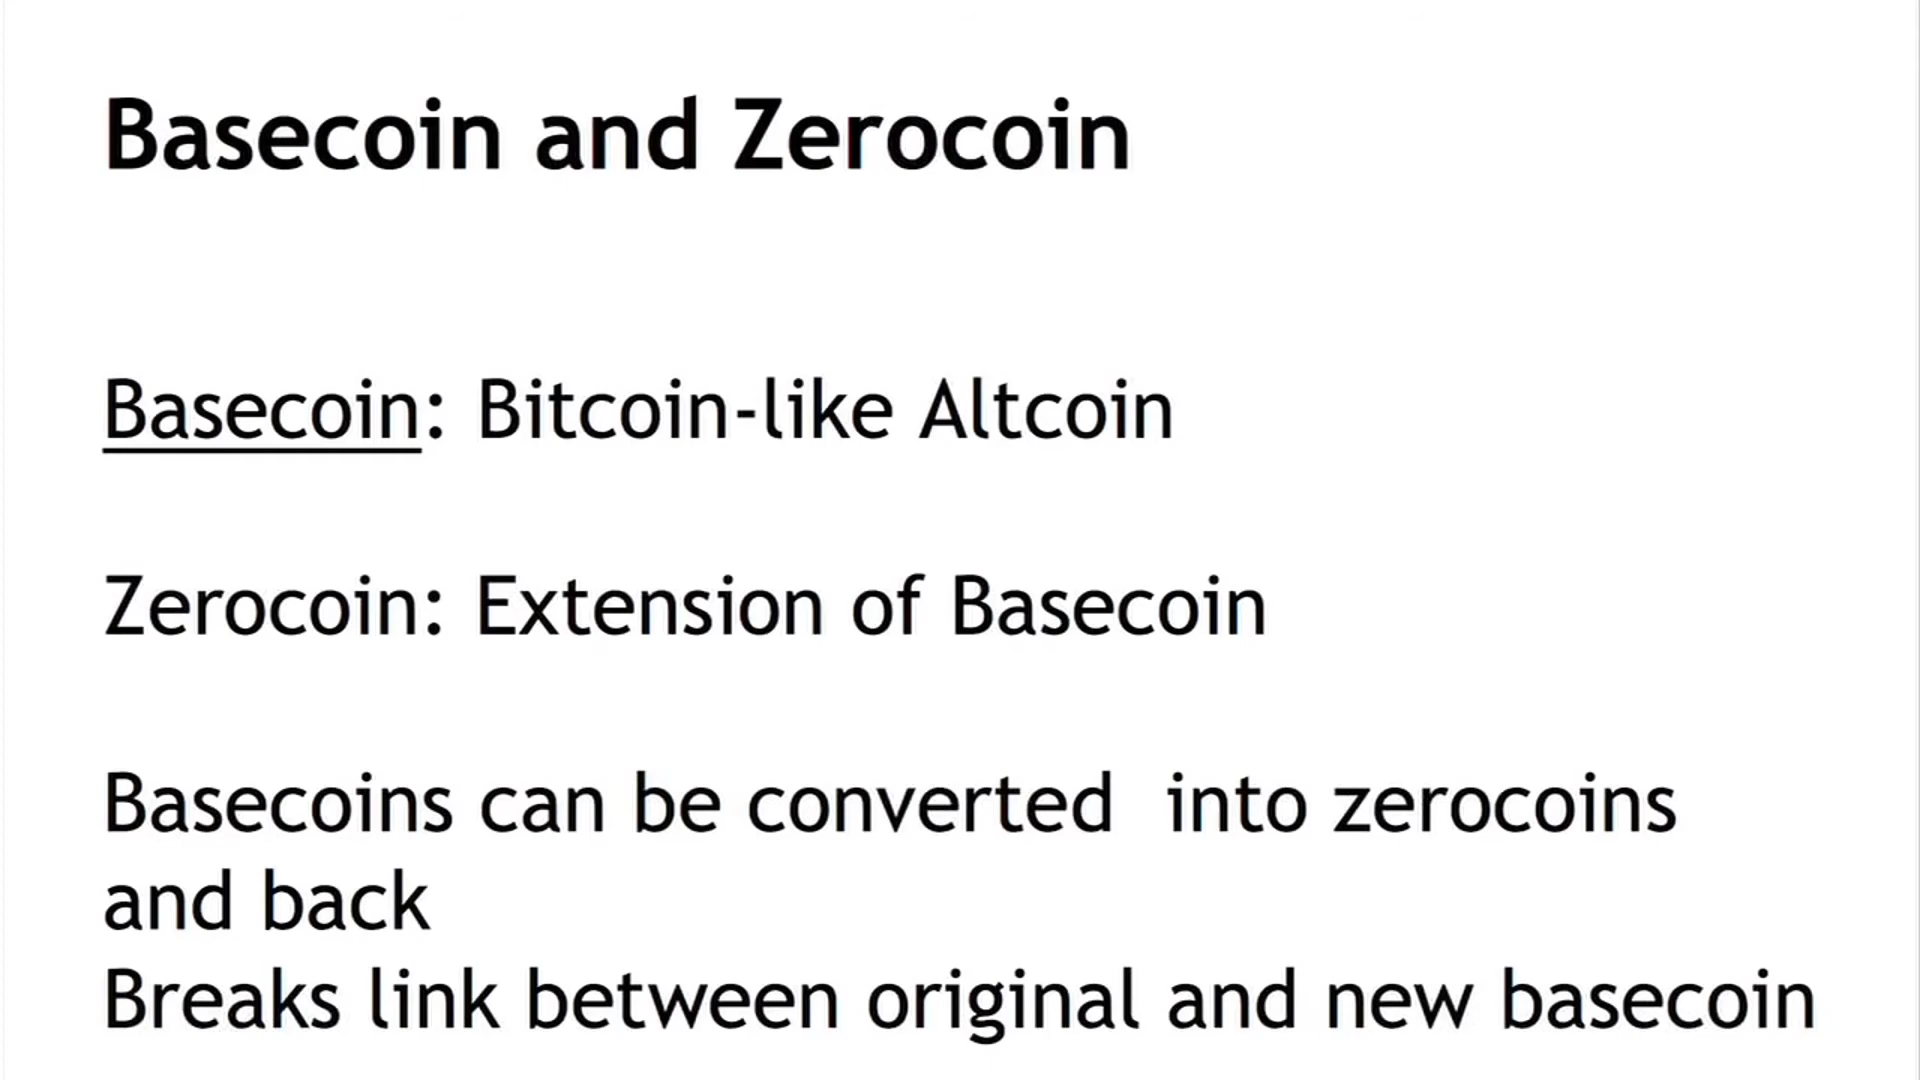 Basecoin and Zerocoin
Basecoin: Bitcoin-like Altcoin
Zerocoin: Extension of Basecoin
Basecoins can be converted  into zerocoins
and back
Breaks link between original and new basecoin